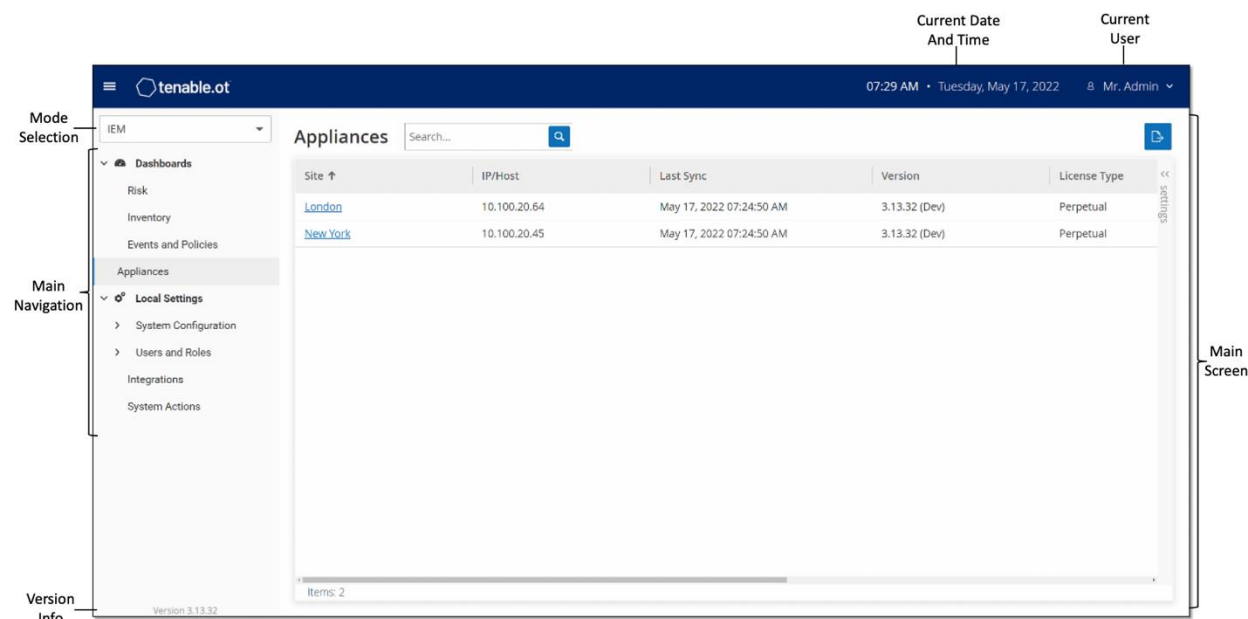 Current Date
And Time
Current
User
tenable.ot
07:29 AM • Tuesday, May 17, 2022
Mr. Admin
Mode
Selection
IEM
Appliances
Search...
Dashboards
Risk
Inventory
Events and Policies
Appliances
Local Settings
System Configuration
Users and Roles
Integrations
System Actions
Main
Navigation
Site ↑ IP/Host Last Sync Version License Type
London 10.100.20.64 May 17, 2022 07:24:50 AM 3.13.32 (Dev) Perpetual
New York 10.100.20.45 May 17, 2022 07:24:50 AM 3.13.32 (Dev) Perpetual
settings
Main
Screen
Items: 2
Version
Info
Version 3.13.32